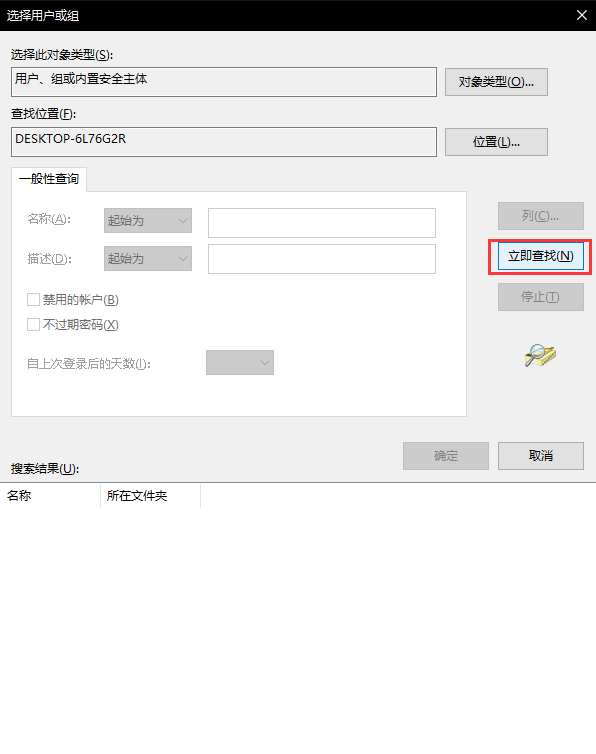 选择用户或组
选择此对象类型(S):
用户、组或内置安全主体
对象类型(O)...
查找位置(F):
DESKTOP-6L76G2R
位置(L)...
一般性查询
名称(A):
起始为
列(C)...
描述(D):
起始为
立即查找(N)
禁用的帐户(B)
停止(T)
不过期密码(X)
自上次登录后的天数(I):
确定
取消
搜索结果(U):
名称
所在文件夹